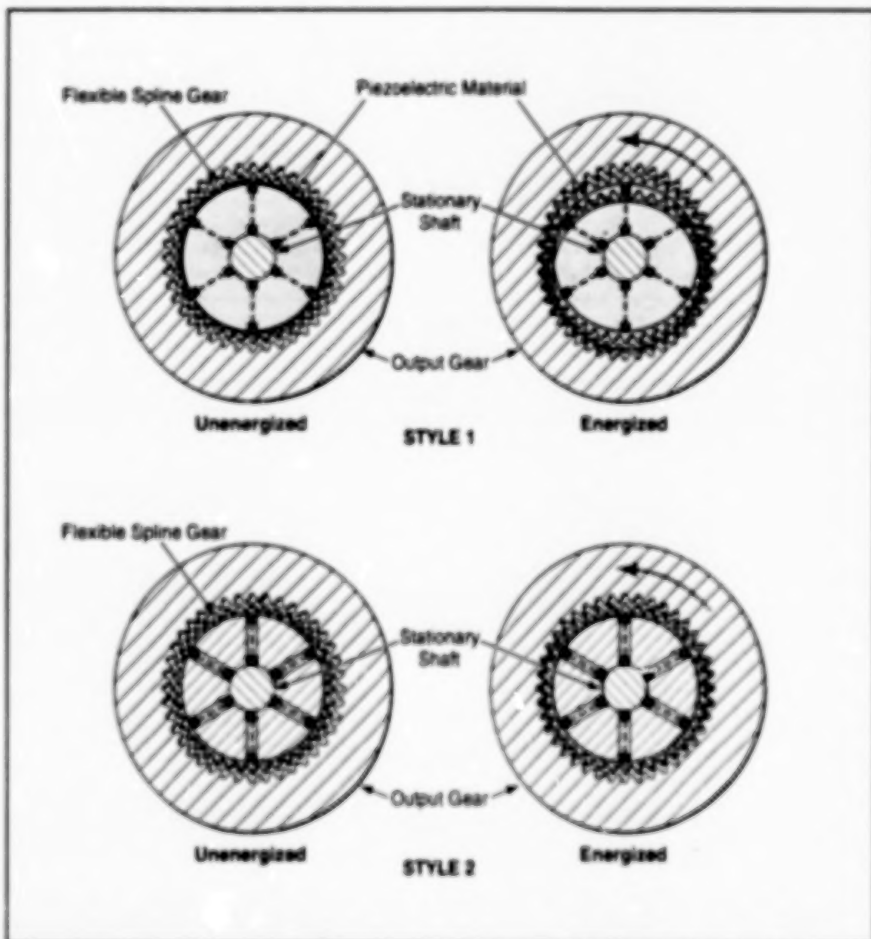 Flexible Spline Gear
Piezoelectric Material
Stationary
Shaft
Output Gear
Unenergized
Energized
STYLE 1
Flexible Spline Gear
Stationary
Shaft
Output Gear
Unenergized
Energized
STYLE 2